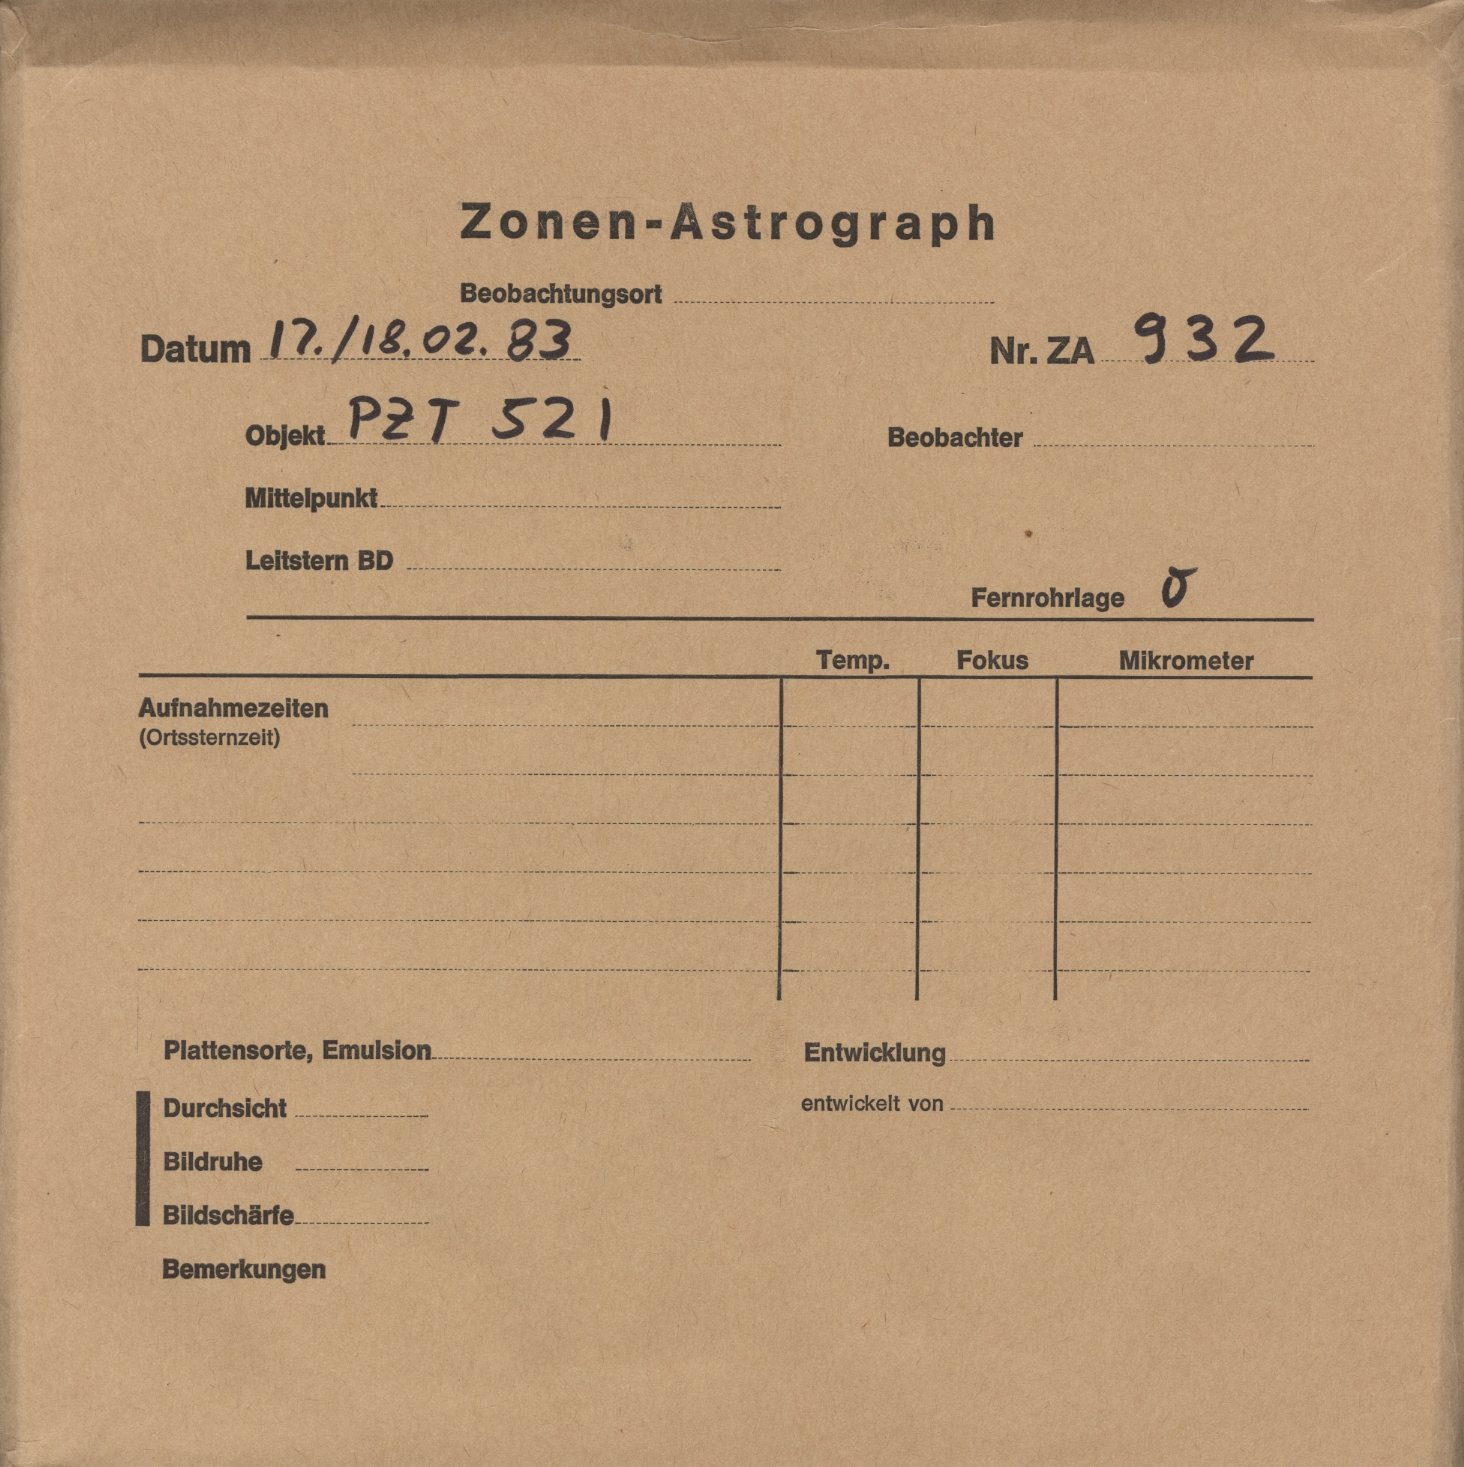 Zonen-Astrograph
Beobachtungsort
Datum 17./18.02.83 Nr. ZA 932
Objekt PZT 521 Beobachter
Mittelpunkt
Leitstern BD
Fernrohrlage
Temp. Fokus Mikrometer
Aufnahmezeiten
(Ortssternzeit)
Plattensorte, Emulsion Entwicklung
Durchsicht entwickelt von
Bildruhe
Bildschärfe
Bemerkungen